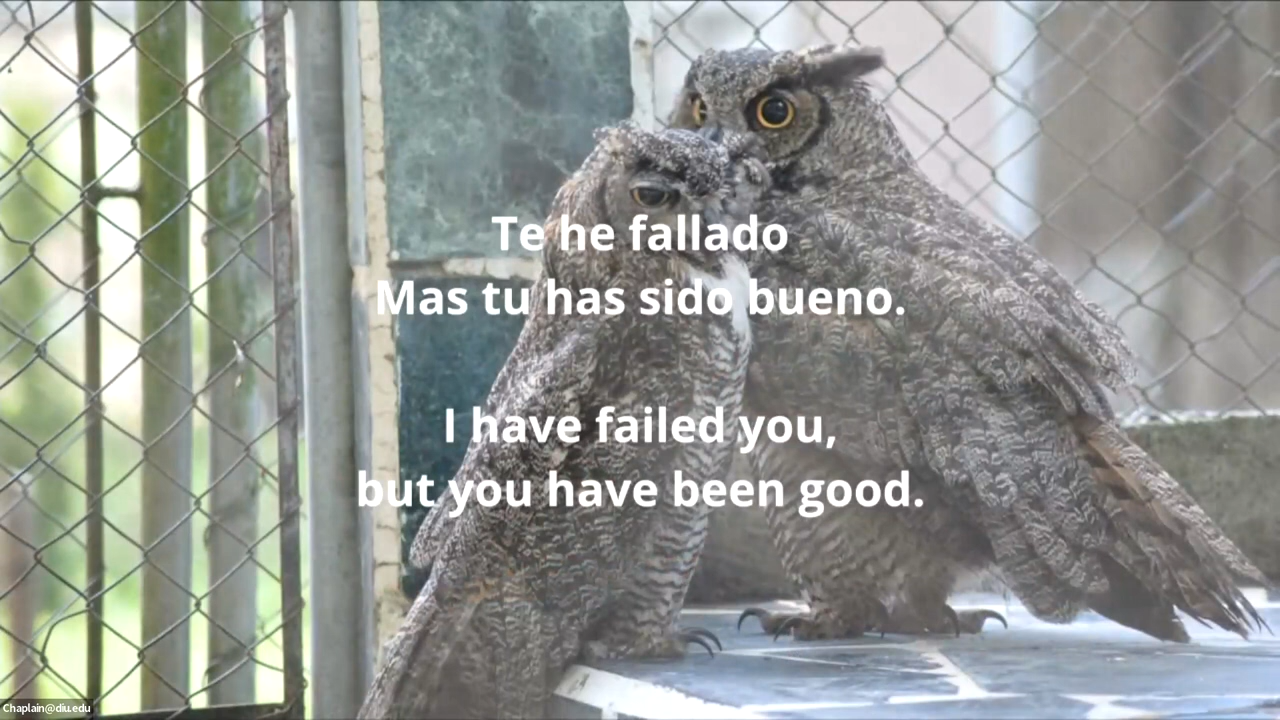 Te he fallado
Mas tu has sido bueno.
I have failed you,
but you have been good.
Chaplain@diu.edu